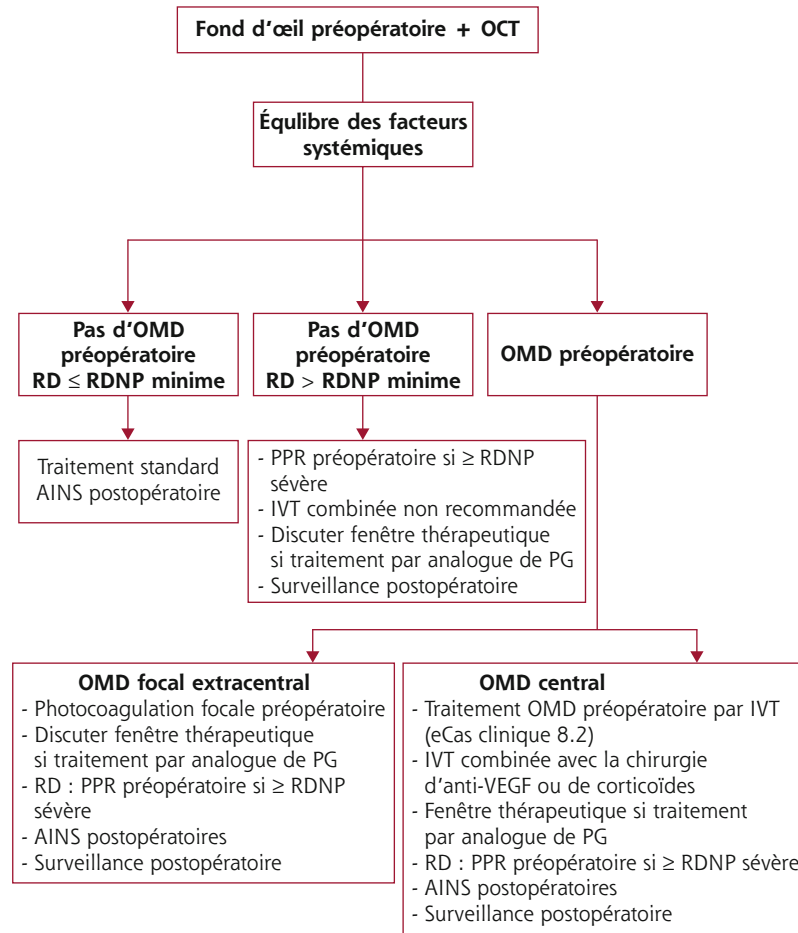 Fond d'œil préopératoire + OCT
Équlibre des facteurs
systémiques
Pas d'OMD
préopératoire
RD ≤ RDNP minime
Pas d'OMD
préopératoire
RD > RDNP minime
OMD préopératoire
Traitement standard
AINS postopératoire
- PPR préopératoire si ≥ RDNP
sévère
- IVT combinée non recommandée
- Discuter fenêtre thérapeutique
si traitement par analogue de PG
- Surveillance postopératoire
OMD focal extracentral
- Photocoagulation focale préopératoire
- Discuter fenêtre thérapeutique
si traitement par analogue de PG
- RD : PPR préopératoire si ≥ RDNP
sévère
- AINS postopératoires
- Surveillance postopératoire
OMD central
- Traitement OMD préopératoire par IVT
(eCas clinique 8.2)
- IVT combinée avec la chirurgie
d'anti-VEGF ou de corticoïdes
- Fenêtre thérapeutique si traitement
par analogue de PG
- RD : PPR préopératoire si ≥ RDNP sévère
- AINS postopératoires
- Surveillance postopératoire